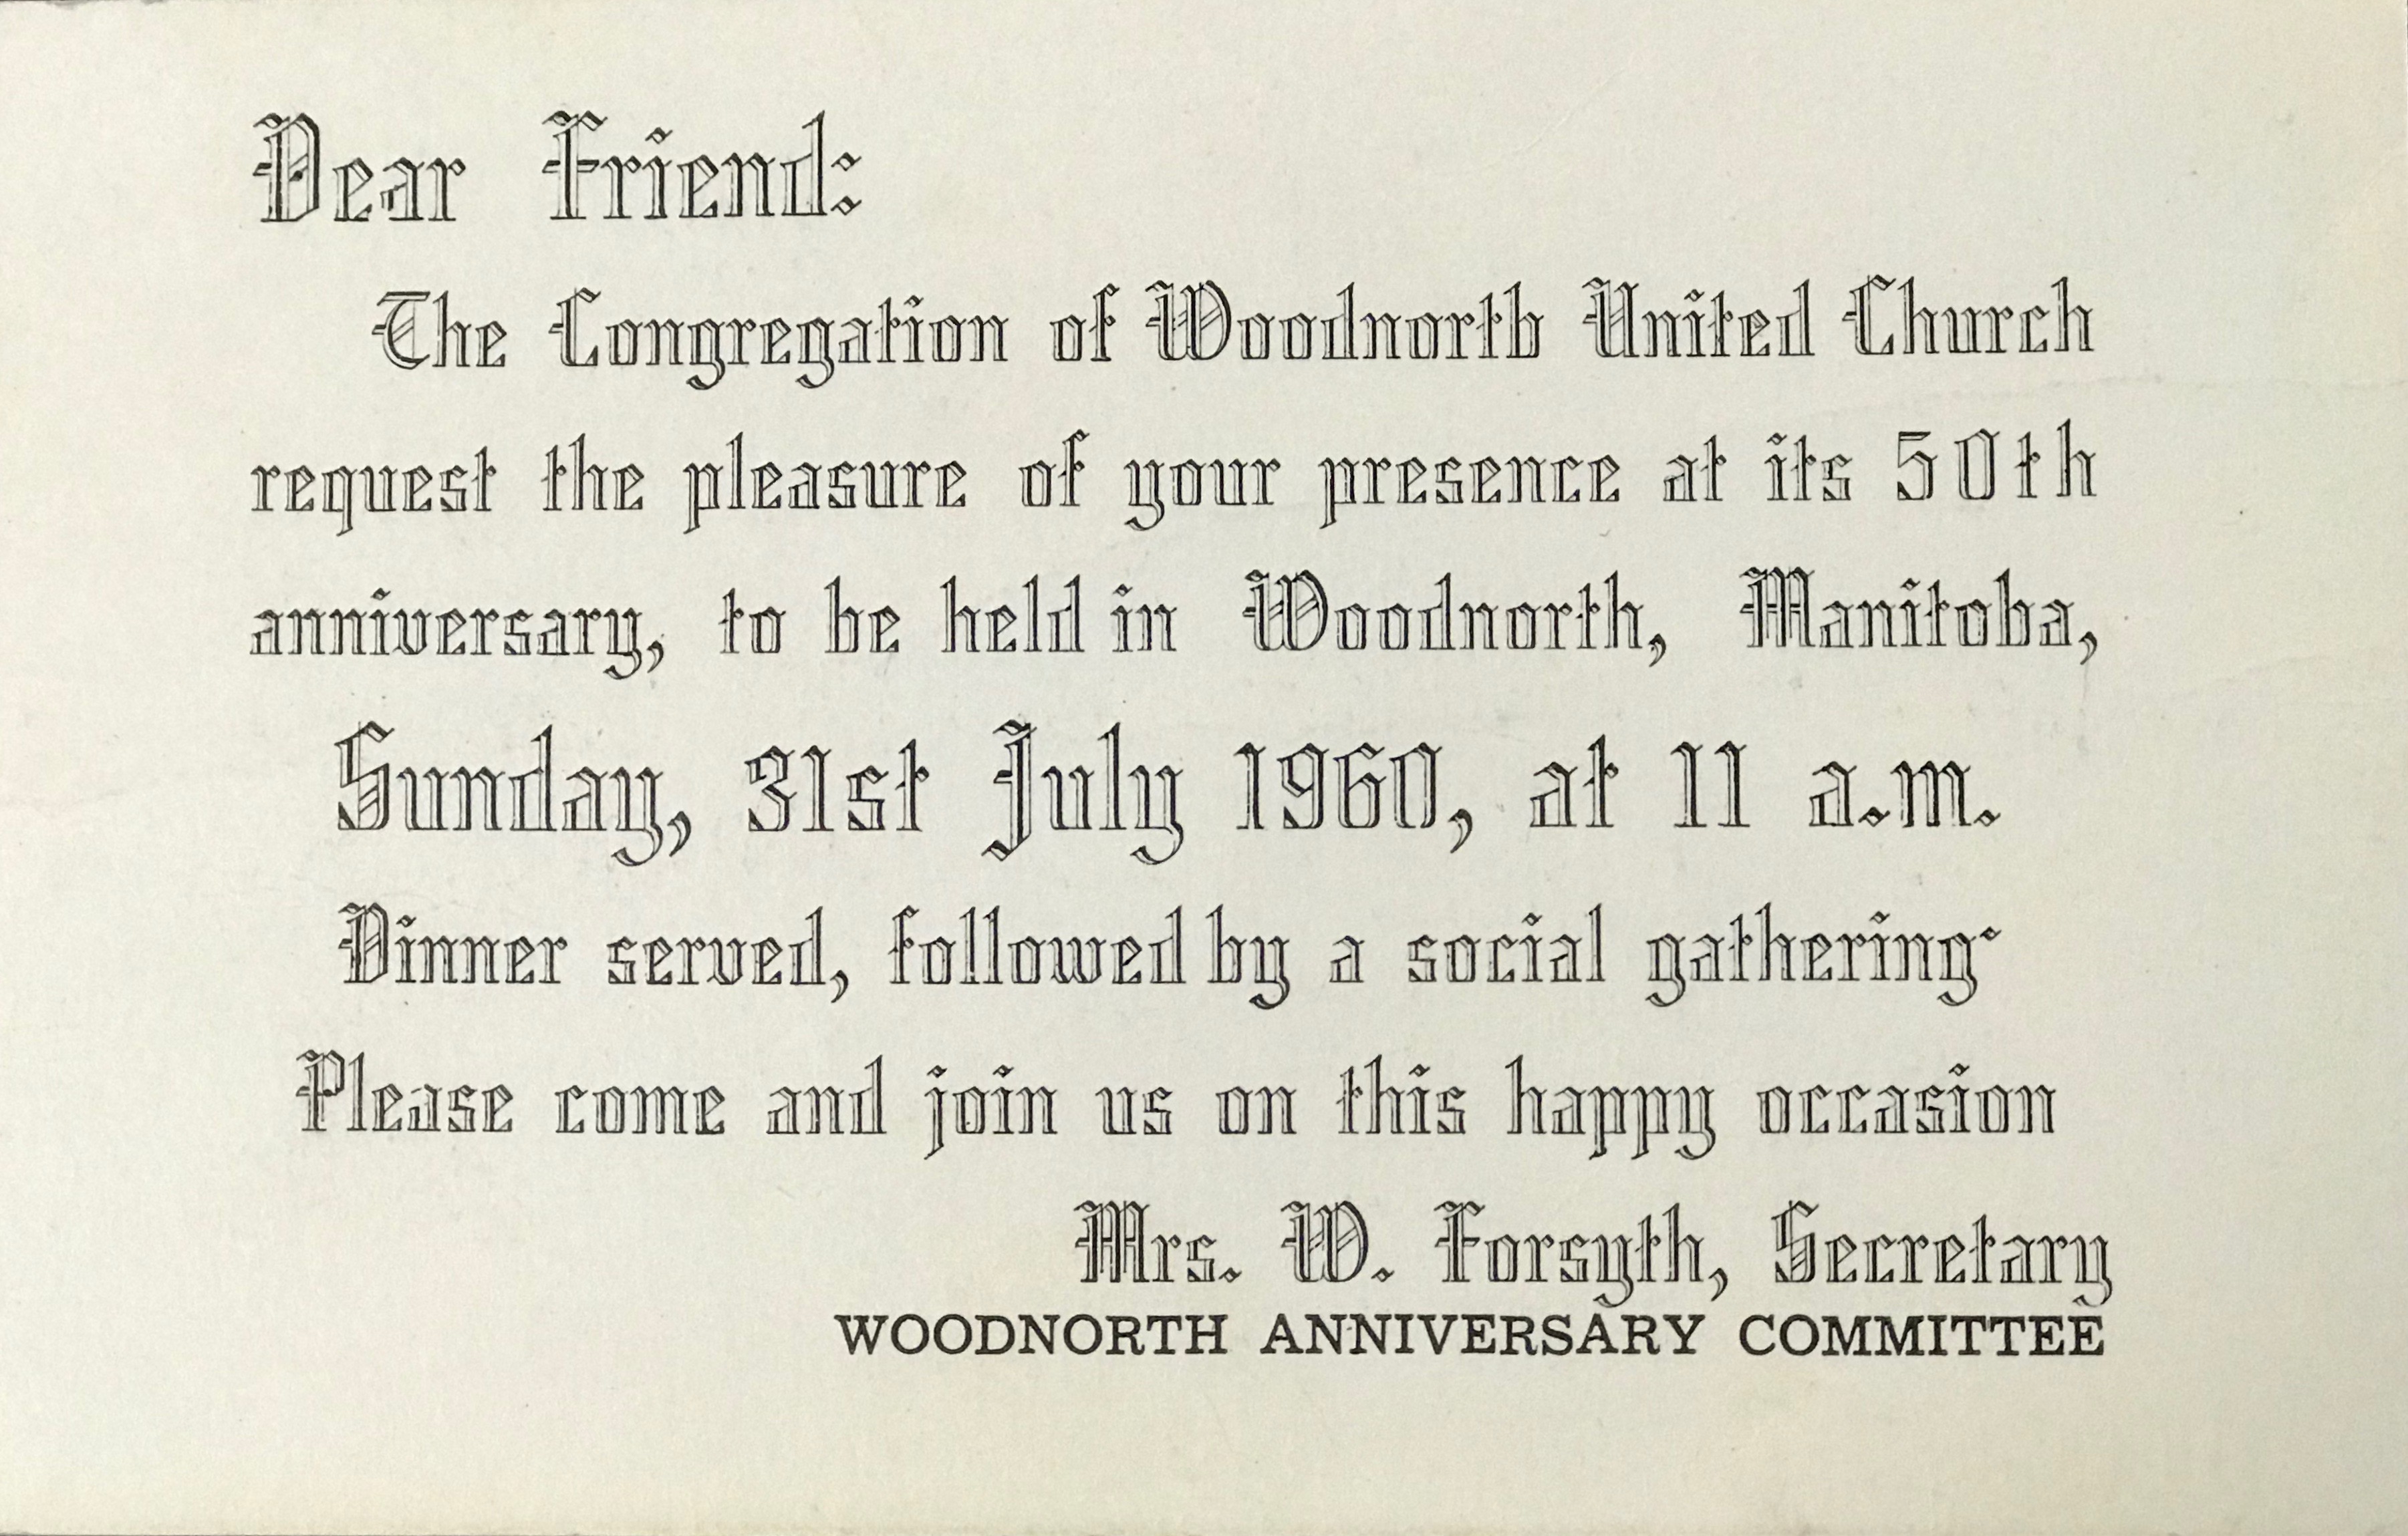 Dear Friend:
The Congregation of Woodnorth United Church
request the pleasure of your presence at its 50th
anniversary, to be held in Woodnorth, Manitoba,
Sunday, 31st July 1960, at 11 a.m.
Dinner served, followed by a social gathering·
Please come and join us on this happy occasion
Mrs. W. Forsyth, Secretary
WOODNORTH ANNIVERSARY COMMITTEE